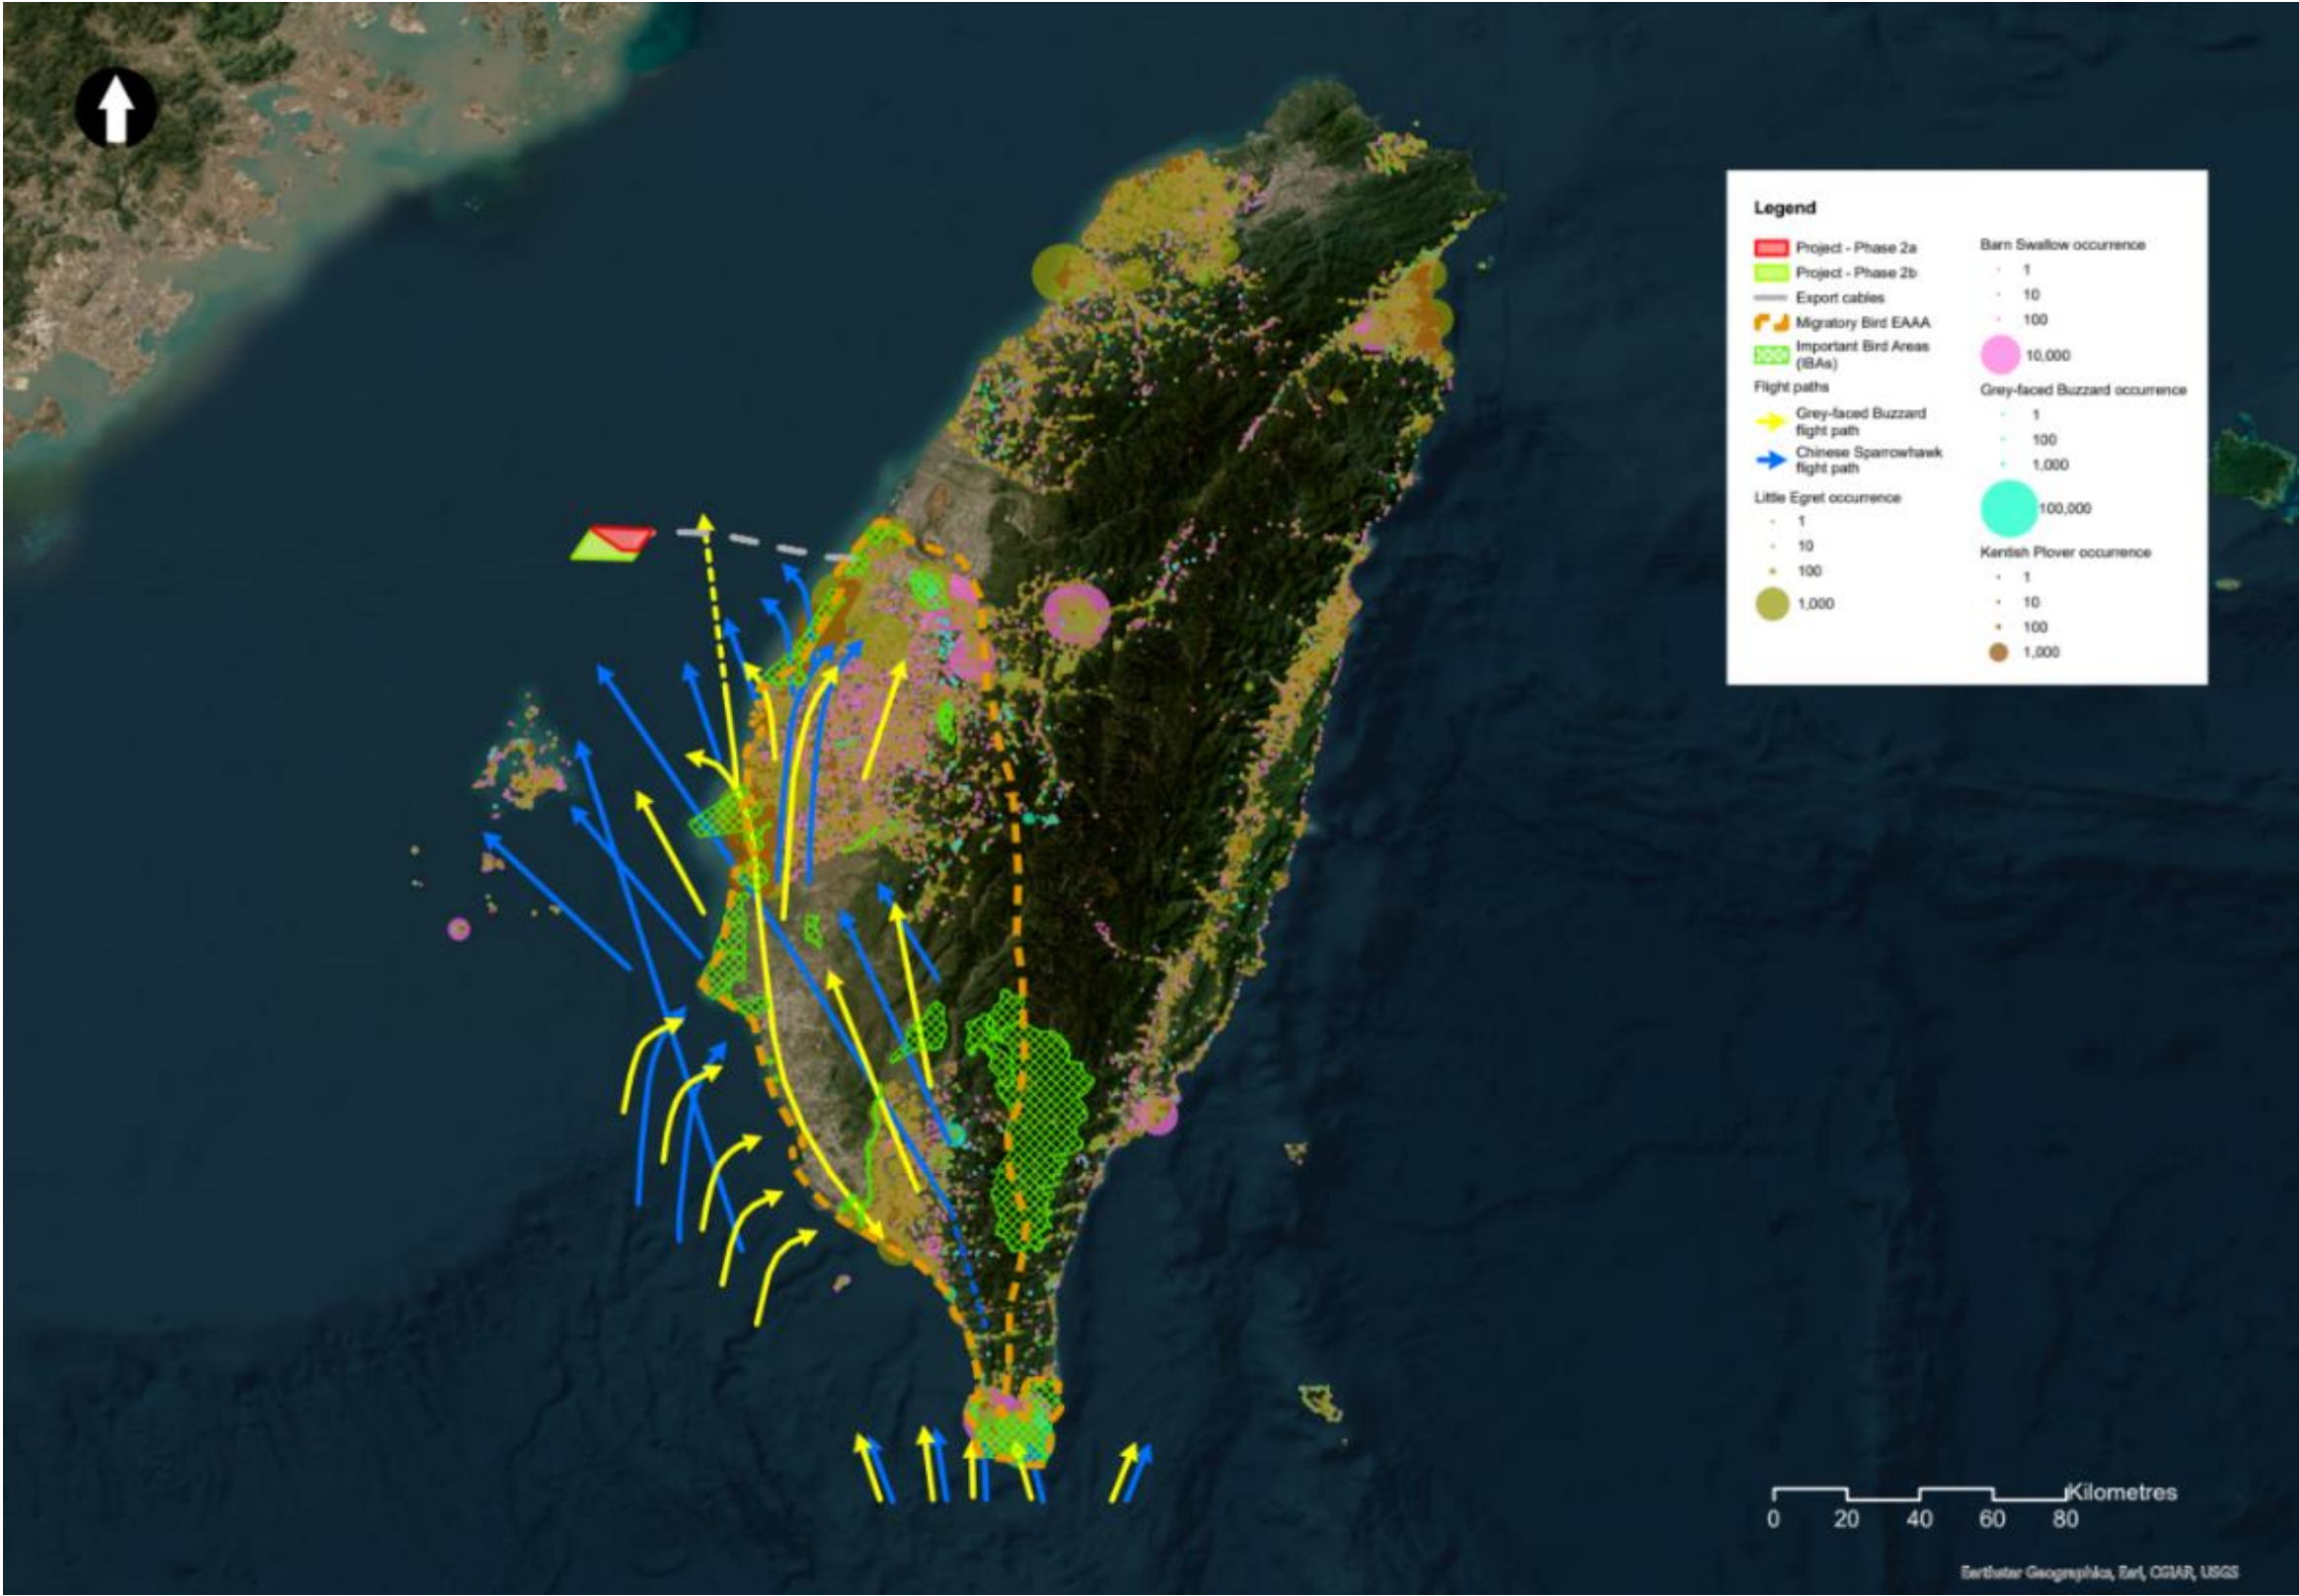 Legend
Project - Phase 2a
Project - Phase 2b
Export cables
Migratory Bird EAAA
Important Bird Areas
(IBAs)
Flight paths
Grey-faced Buzzard
flight path
Chinese Sparrowhawk
flight path
Little Egret occurrence
1
10
100
1,000
Barn Swallow occurrence
1
10
100
10,000
Grey-faced Buzzard occurrence
1
100
1,000
100,000
Kentish Plover occurrence
1
10
100
1,000
Kilometres
0 20 40 60 80
Earthstar Geographics, Esri, CGIAR, USGS